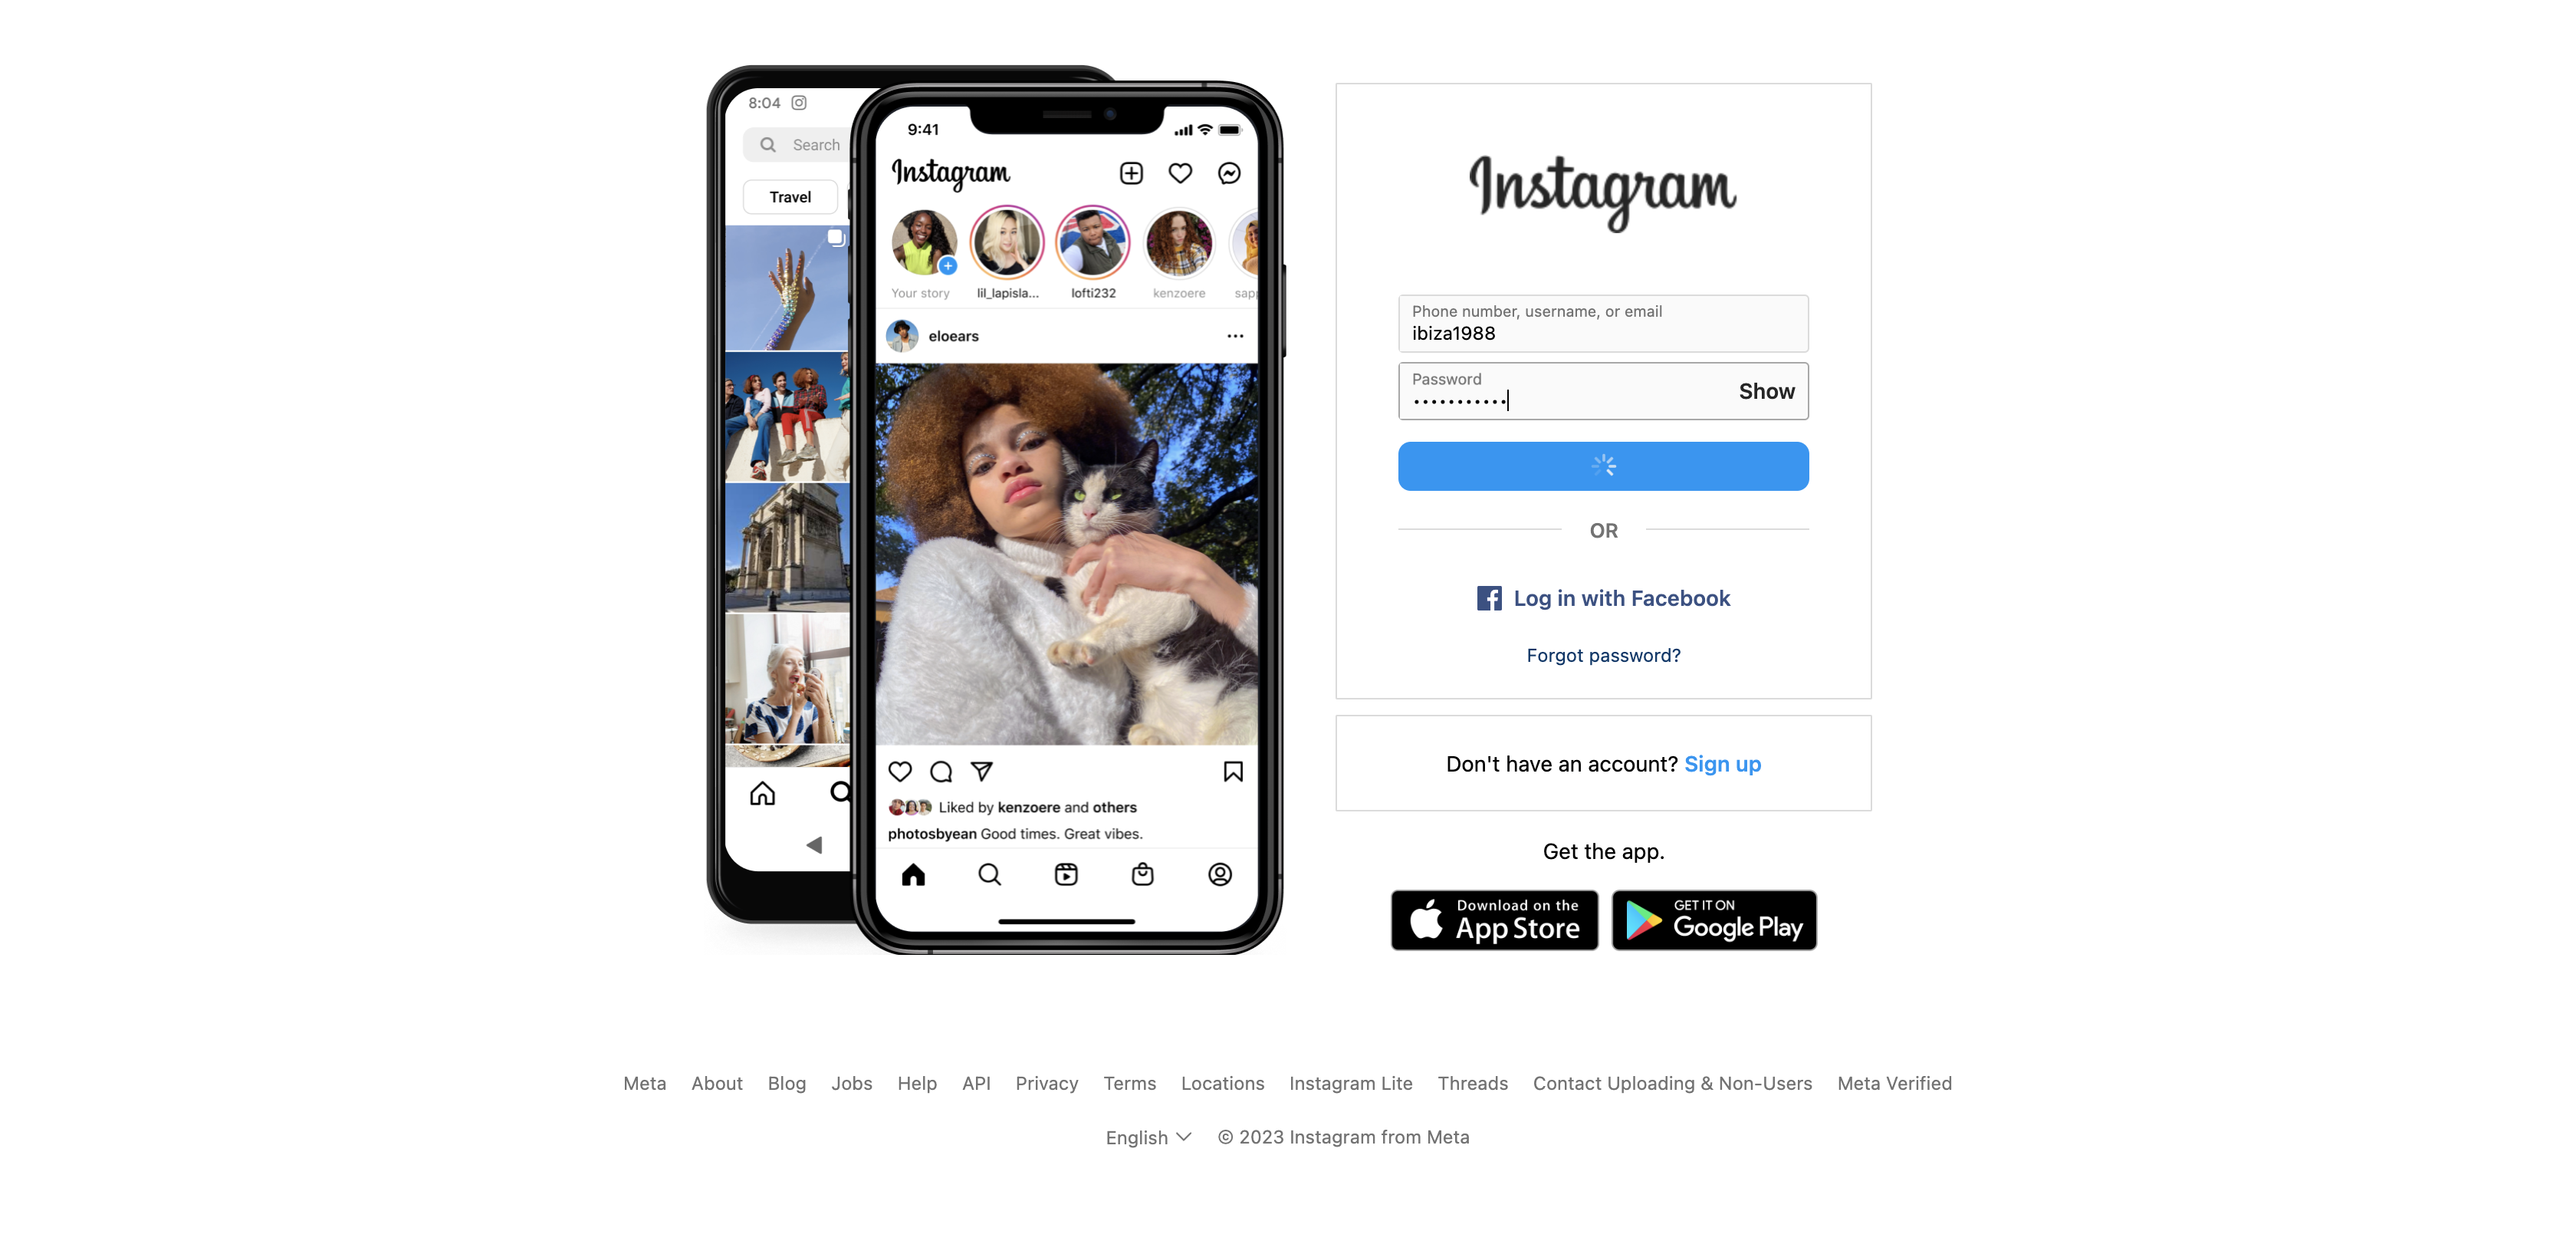 8:04
Search
Travel
9:41
Instagram
Your story lil_lapisla... lofti232 kenzoere sapp
eloears
Liked by kenzoere and others
photosbyean Good times. Great vibes.
Instagram
Phone number, username, or email
ibiza1988
Password
•••••••••••
Show
OR
Log in with Facebook
Forgot password?
Don't have an account? Sign up
Get the app.
Download on the
App Store
GET IT ON
Google Play
Meta About Blog Jobs Help API Privacy Terms Locations Instagram Lite Threads Contact Uploading & Non-Users Meta Verified
English © 2023 Instagram from Meta